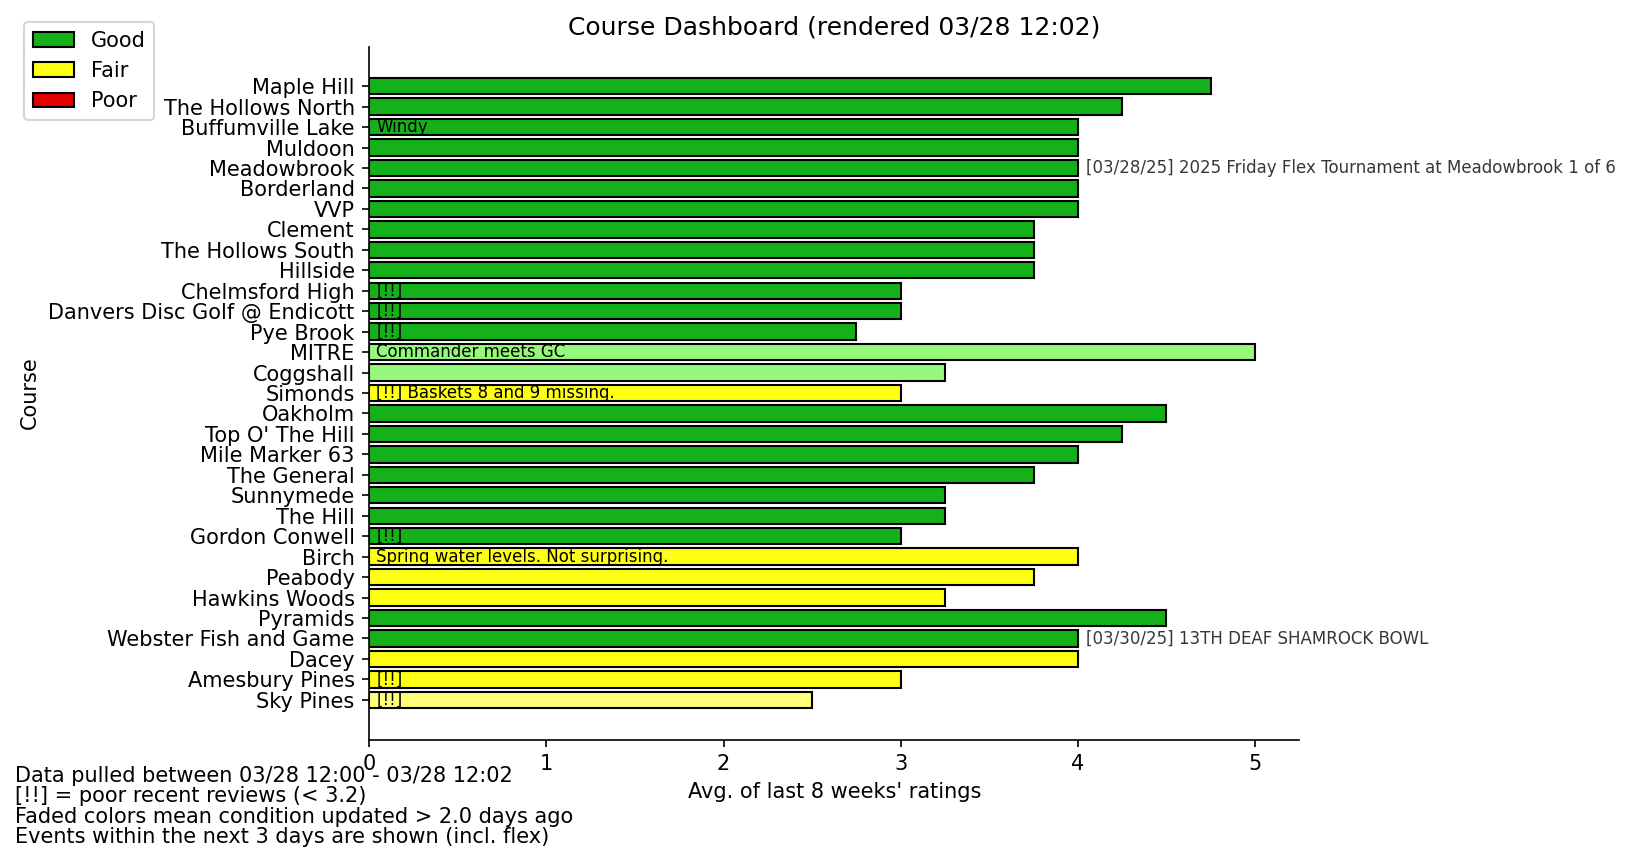 Course Dashboard (rendered 03/28 12:02)
Good
Fair
Poor
Course
Maple Hill
The Hollows North
Buffumville Lake
Windy
Muldoon
Meadowbrook
[03/28/25] 2025 Friday Flex Tournament at Meadowbrook 1 of 6
Borderland
VVP
Clement
The Hollows South
Hillside
Chelmsford High
[!!]
Danvers Disc Golf @ Endicott
[!!]
Pye Brook
[!!]
MITRE
Commander meets GC
Coggshall
Simonds
[!!] Baskets 8 and 9 missing.
Oakholm
Top O' The Hill
Mile Marker 63
The General
Sunnymede
The Hill
Gordon Conwell
[!!]
Birch
Spring water levels. Not surprising.
Peabody
Hawkins Woods
Pyramids
Webster Fish and Game
[03/30/25] 13TH DEAF SHAMROCK BOWL
Dacey
Amesbury Pines
[!!]
Sky Pines
[!!]
0 1 2 3 4 5
Avg. of last 8 weeks' ratings
Data pulled between 03/28 12:00 - 03/28 12:02
[!!] = poor recent reviews (< 3.2)
Faded colors mean condition updated > 2.0 days ago
Events within the next 3 days are shown (incl. flex)